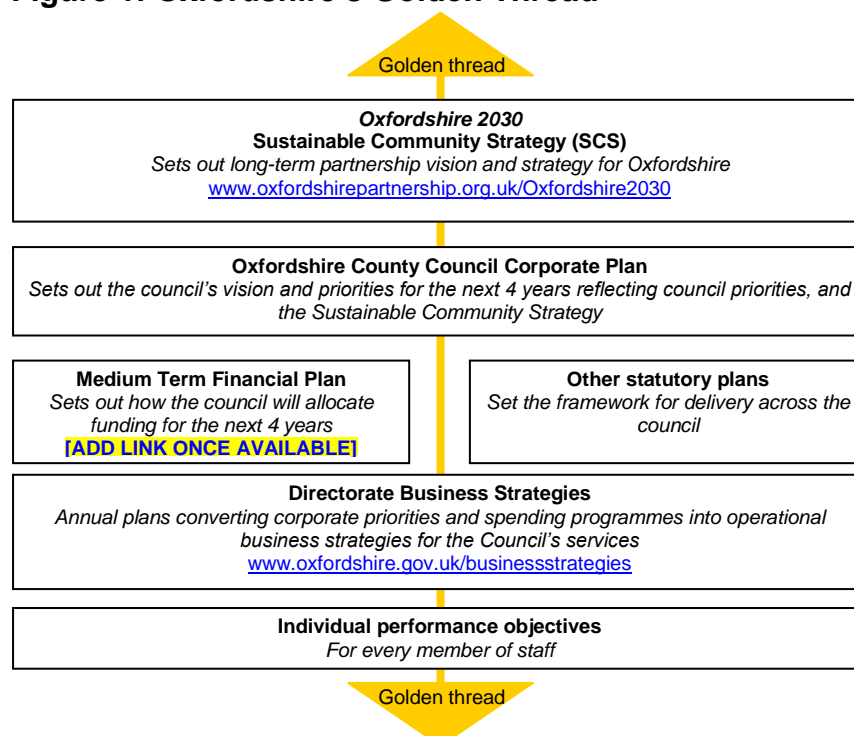 Figure 1: Oxfordshire's Golden Thread
Golden thread
Oxfordshire 2030
Sustainable Community Strategy (SCS)
Sets out long-term partnership vision and strategy for Oxfordshire
www.oxfordshirepartnership.org.uk/Oxfordshire2030
Oxfordshire County Council Corporate Plan
Sets out the council's vision and priorities for the next 4 years reflecting council priorities, and
the Sustainable Community Strategy
Medium Term Financial Plan
Sets out how the council will allocate
funding for the next 4 years
[ADD LINK ONCE AVAILABLE]
Other statutory plans
Set the framework for delivery across the
council
Directorate Business Strategies
Annual plans converting corporate priorities and spending programmes into operational
business strategies for the Council's services
www.oxfordshire.gov.uk/businessstrategies
Individual performance objectives
For every member of staff
Golden thread